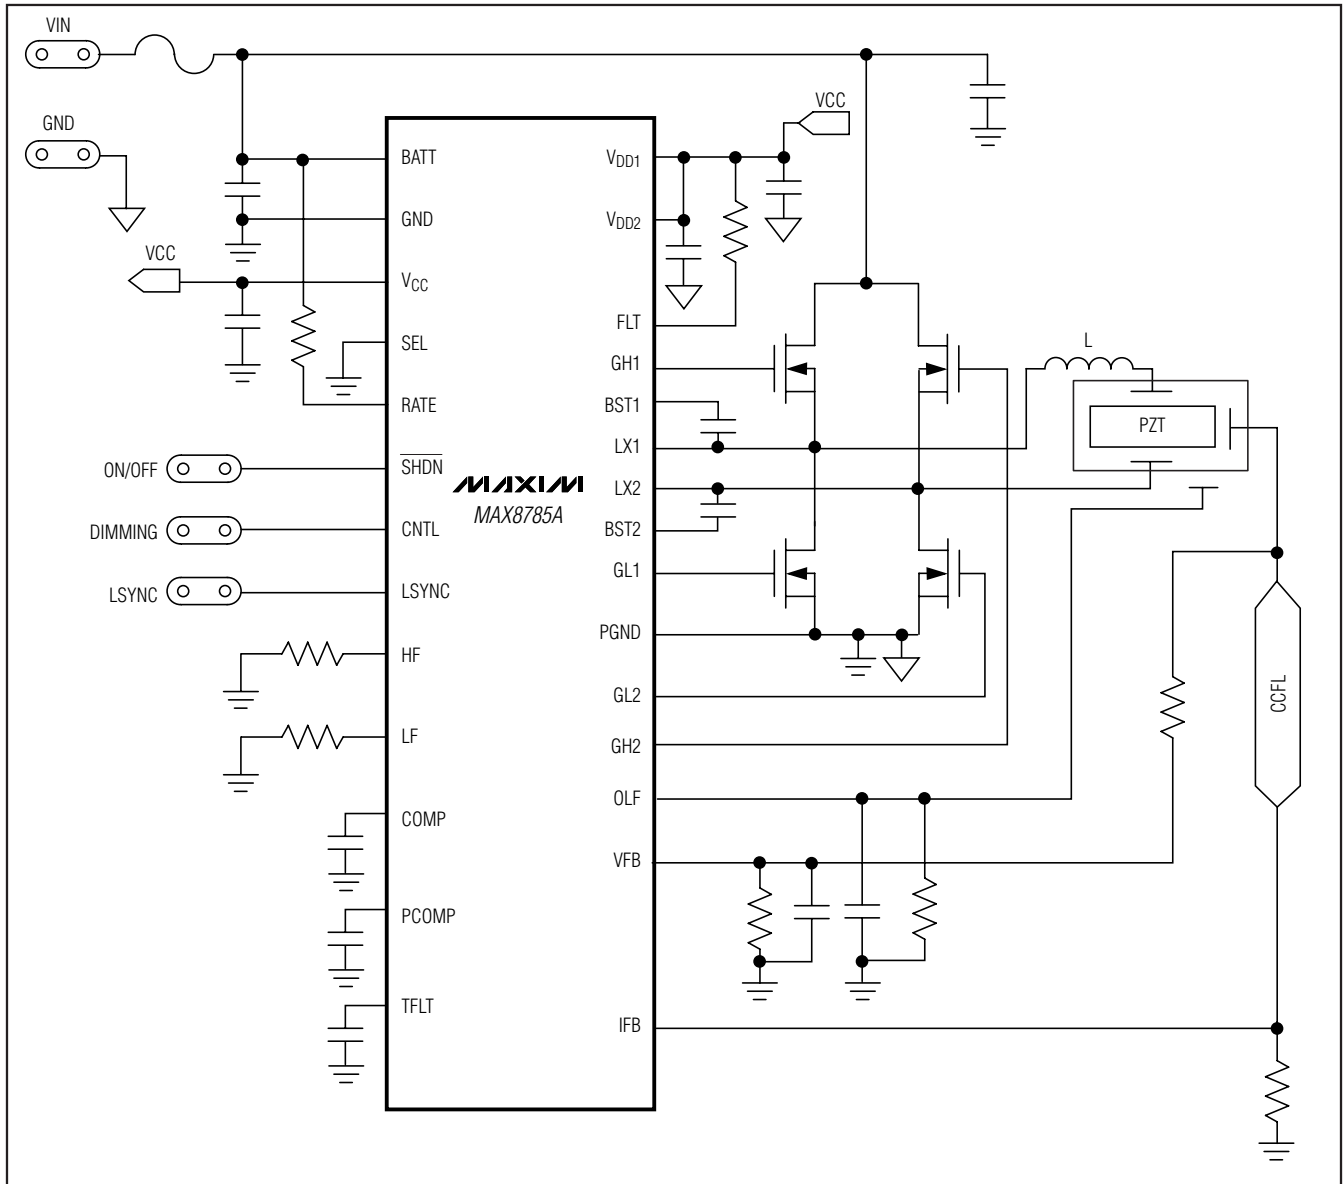 VIN
GND
VCC
ON/OFF
DIMMING
LSYNC
BATT
GND
VCC
SEL
RATE
SHDN
CNTL
LSYNC
HF
LF
COMP
PCOMP
TFLT
MAXIM
MAX8785A
VDD1
VDD2
FLT
GH1
BST1
LX1
LX2
BST2
GL1
PGND
GL2
GH2
OLF
VFB
IFB
VCC
L
PZT
CCFL